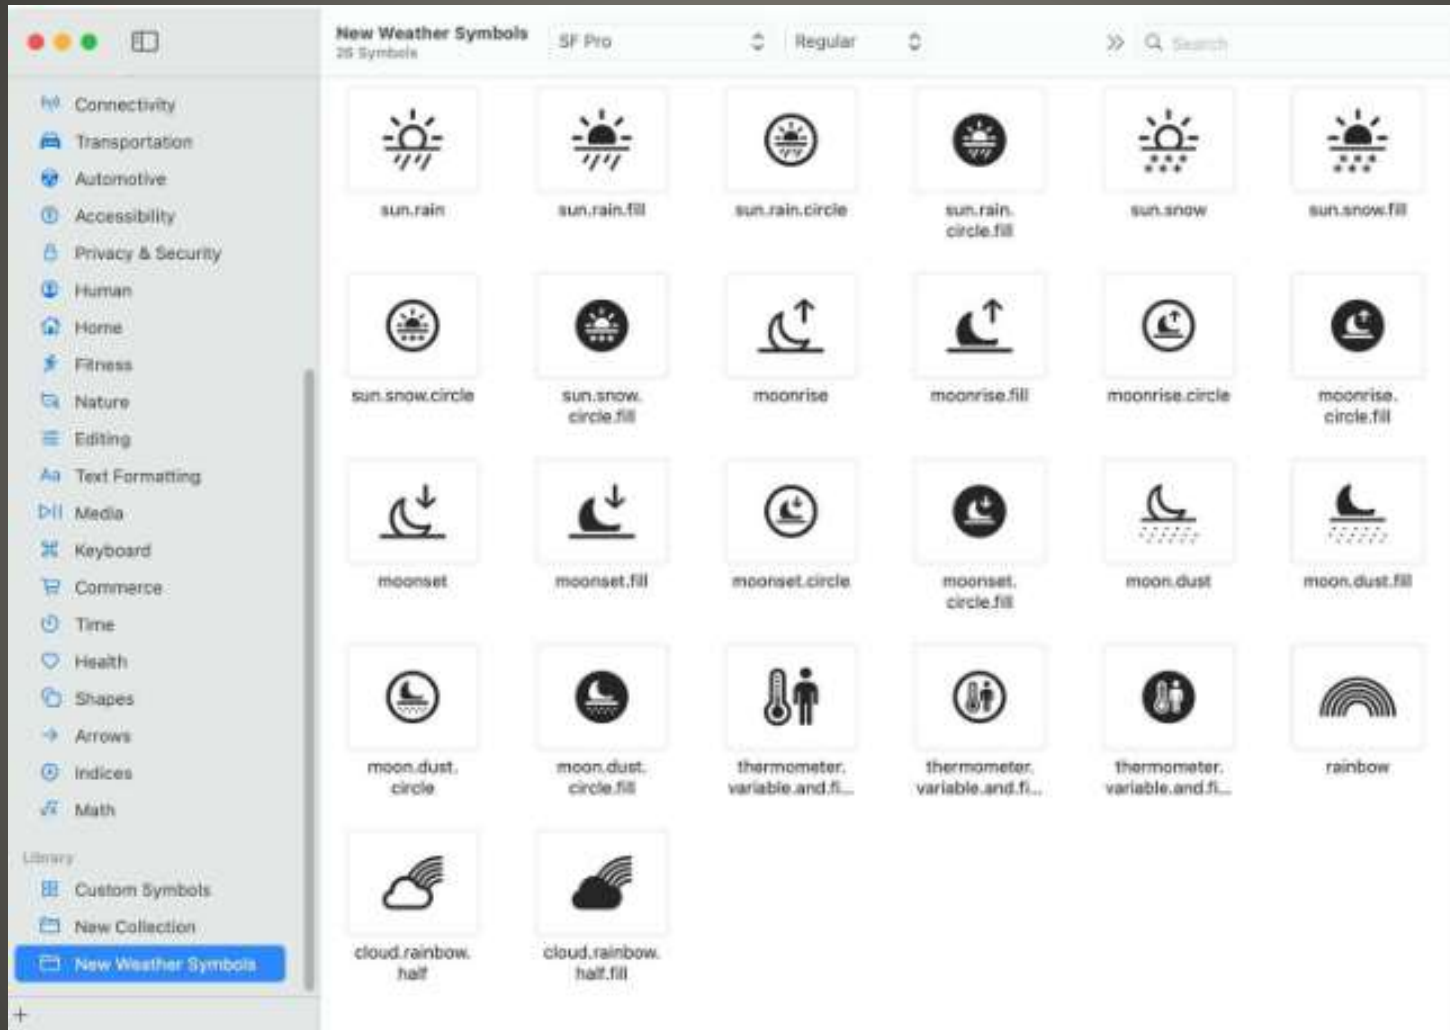 New Weather Symbols
26 Symbols
SF Pro
Regular
Search
Connectivity
Transportation
Automotive
Accessibility
Privacy & Security
Human
Home
Fitness
Nature
Editing
Aa Text Formatting
Media
Keyboard
Commerce
Time
Health
Shapes
Arrows
Indices
Math
Library
Custom Symbols
New Collection
New Weather Symbols
sun.rain
sun.rain.fill
sun.rain.circle
sun.rain.
circle.fill
sun.snow
sun.snow.fill
sun.snow.circle
sun.snow.
circle.fill
moonrise
moonrise.fill
moonrise.circle
moonrise.
circle.fill
moonset
moonset.fill
moonset.circle
moonset.
circle.fill
moon.dust
moon.dust.fill
moon.dust.
circle
moon.dust.
circle.fill
thermometer.
variable.and.fi...
thermometer.
variable.and.fi...
thermometer.
variable.and.fi...
rainbow
cloud.rainbow.
half
cloud.rainbow.
half.fill